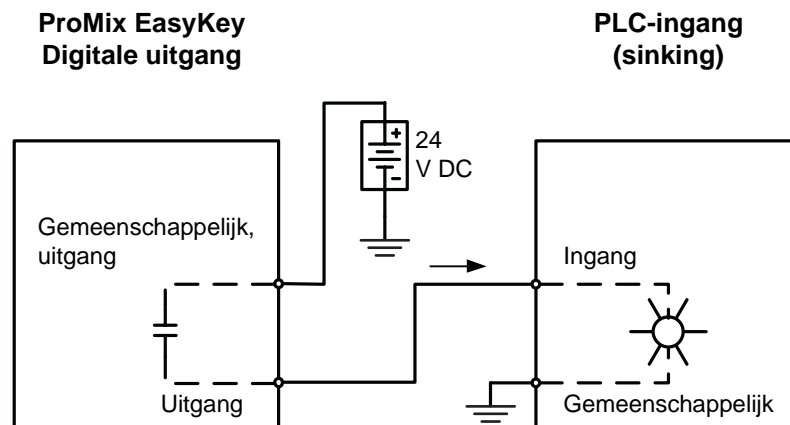 ProMix EasyKey
Digitale uitgang
PLC-ingang
(sinking)
+
24
V DC
-
Gemeenschappelijk,
uitgang
Ingang
Uitgang
Gemeenschappelijk